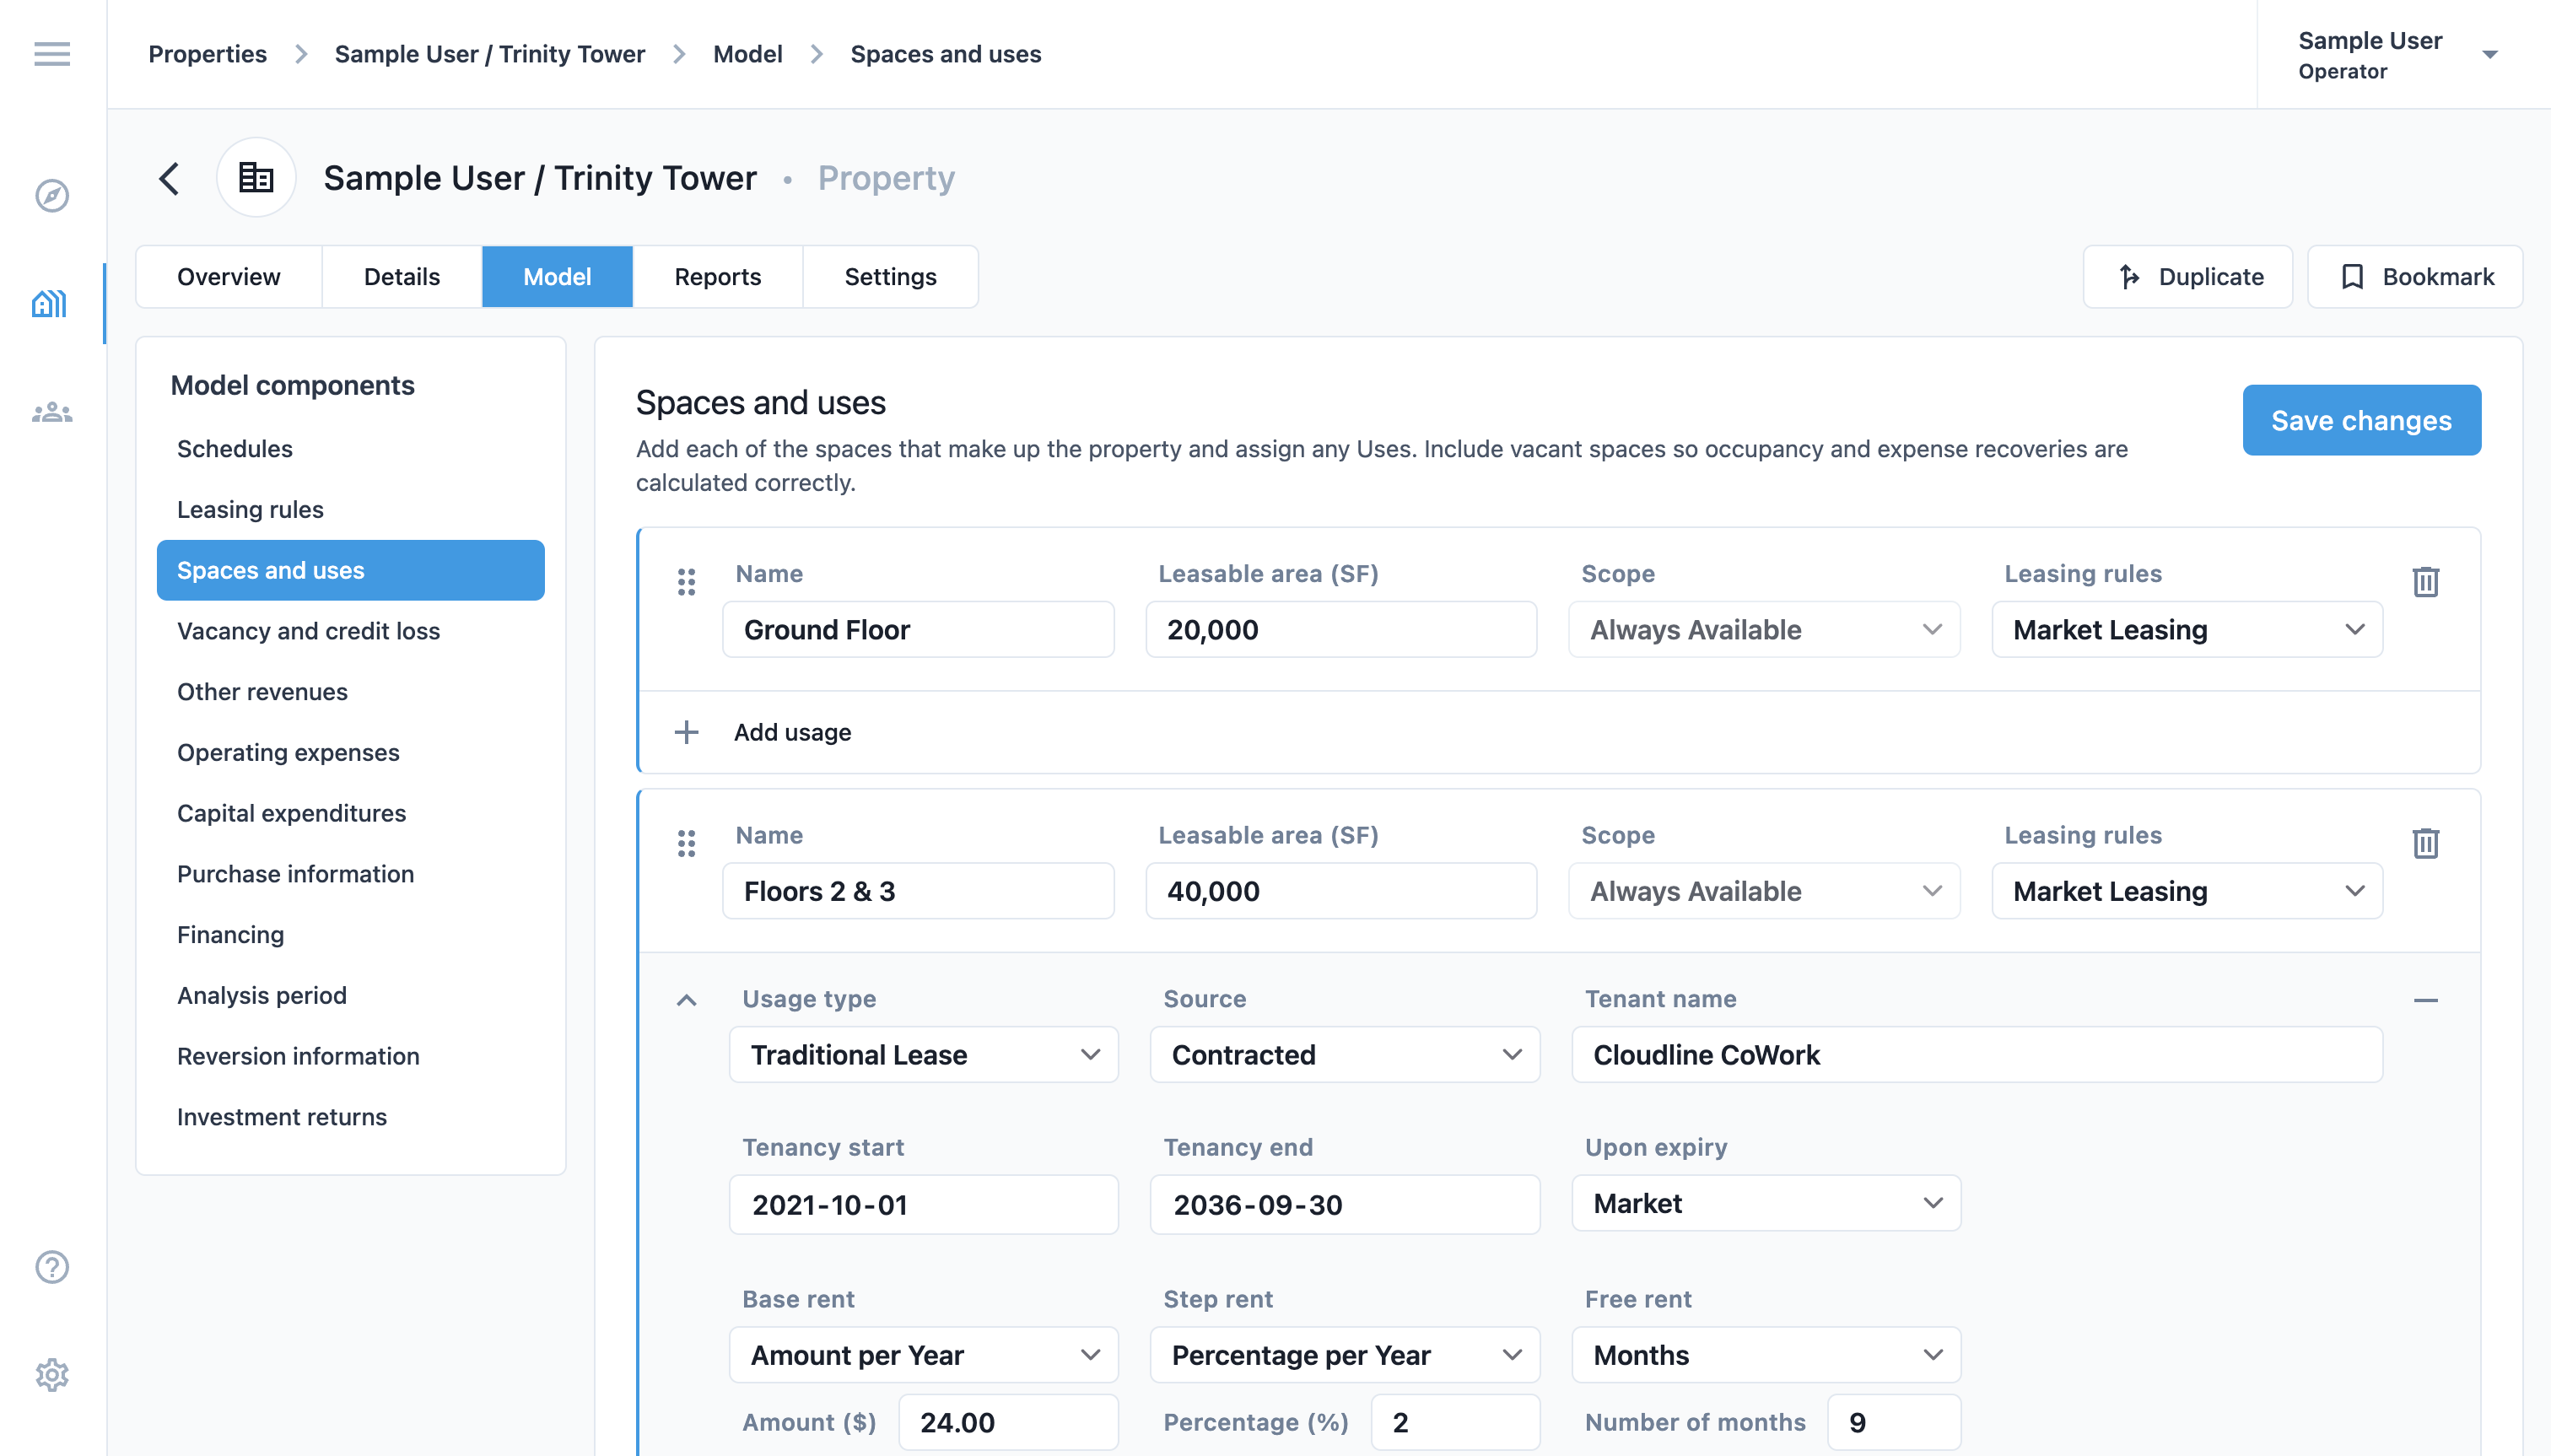 Properties > Sample User / Trinity Tower > Model > Spaces and uses
Sample User
Operator
Sample User / Trinity Tower • Property
Overview Details Model Reports Settings
Duplicate Bookmark
Model components
Schedules
Leasing rules
Spaces and uses
Vacancy and credit loss
Other revenues
Operating expenses
Capital expenditures
Purchase information
Financing
Analysis period
Reversion information
Investment returns
Spaces and uses
Save changes
Add each of the spaces that make up the property and assign any Uses. Include vacant spaces so occupancy and expense recoveries are
calculated correctly.
Name Leasable area (SF) Scope Leasing rules
Ground Floor 20,000 Always Available Market Leasing
Add usage
Name Leasable area (SF) Scope Leasing rules
Floors 2 & 3 40,000 Always Available Market Leasing
Usage type Source Tenant name
Traditional Lease Contracted Cloudline CoWork
Tenancy start Tenancy end Upon expiry
2021-10-01 2036-09-30 Market
Base rent Step rent Free rent
Amount per Year Percentage per Year Months
Amount ($) 24.00 Percentage (%) 2 Number of months 9